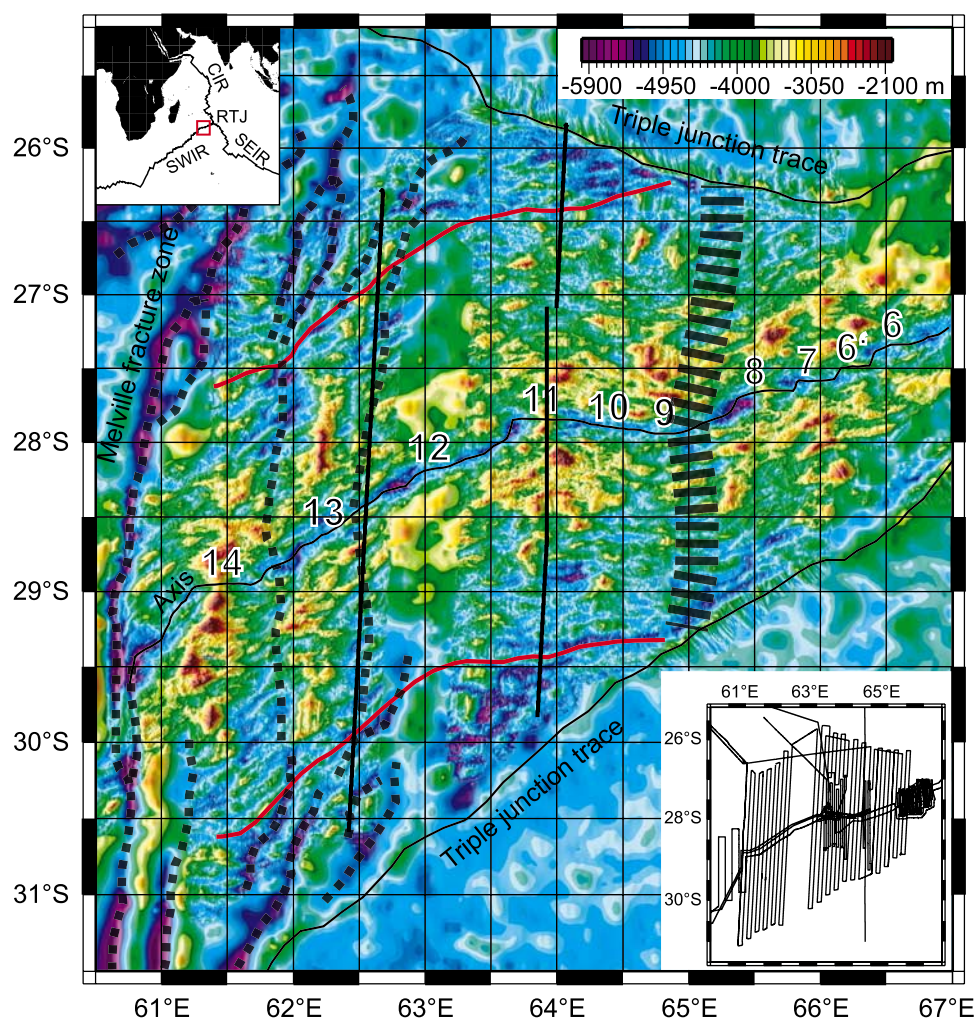 CIR
RTJ
SWIR
SEIR
-5900 -4950 -4000 -3050 -2100 m
Triple junction trace
26°S
27°S
28°S
29°S
30°S
31°S
Melville fracture zone
6
6'
7
8
9
10
11
12
13
14
Axis
Triple junction trace
61°E 63°E 65°E
26°S
28°S
30°S
61°E 62°E 63°E 64°E 65°E 66°E 67°E